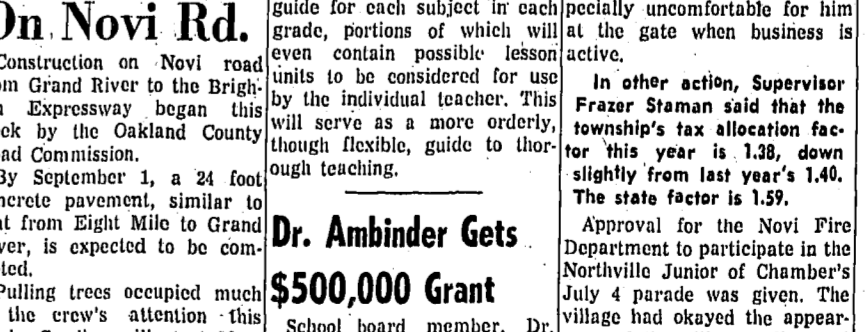 On Novi Rd.
Construction on Novi road
om Grand River to the Brigh-
n Expressway began this
ek by the Oakland County
ad Commission.
By September 1, a 24 foot
ncrete pavement, similar to
at from Eight Mile to Grand
ver, is expected to be com-
ted.
Pulling trees occupied much
the crew's attention this
guide for each subject in each
grade, portions of which will
even contain possible lesson
units to be considered for use
by the individual teacher. This
will serve as a more orderly,
though flexible, guide to thor-
ough teaching.
Dr. Ambinder Gets
$500,000 Grant
School board member, Dr.
pecially uncomfortable for him
at the gate when business is
active.
In other action, Supervisor
Frazer Staman said that the
township's tax allocation fac-
tor this year is 1.38, down
slightly from last year's 1.40.
The state factor is 1.59.
Approval for the Novi Fire
Department to participate in the
Northville Junior of Chamber's
July 4 parade was given. The
village had okayed the appear-